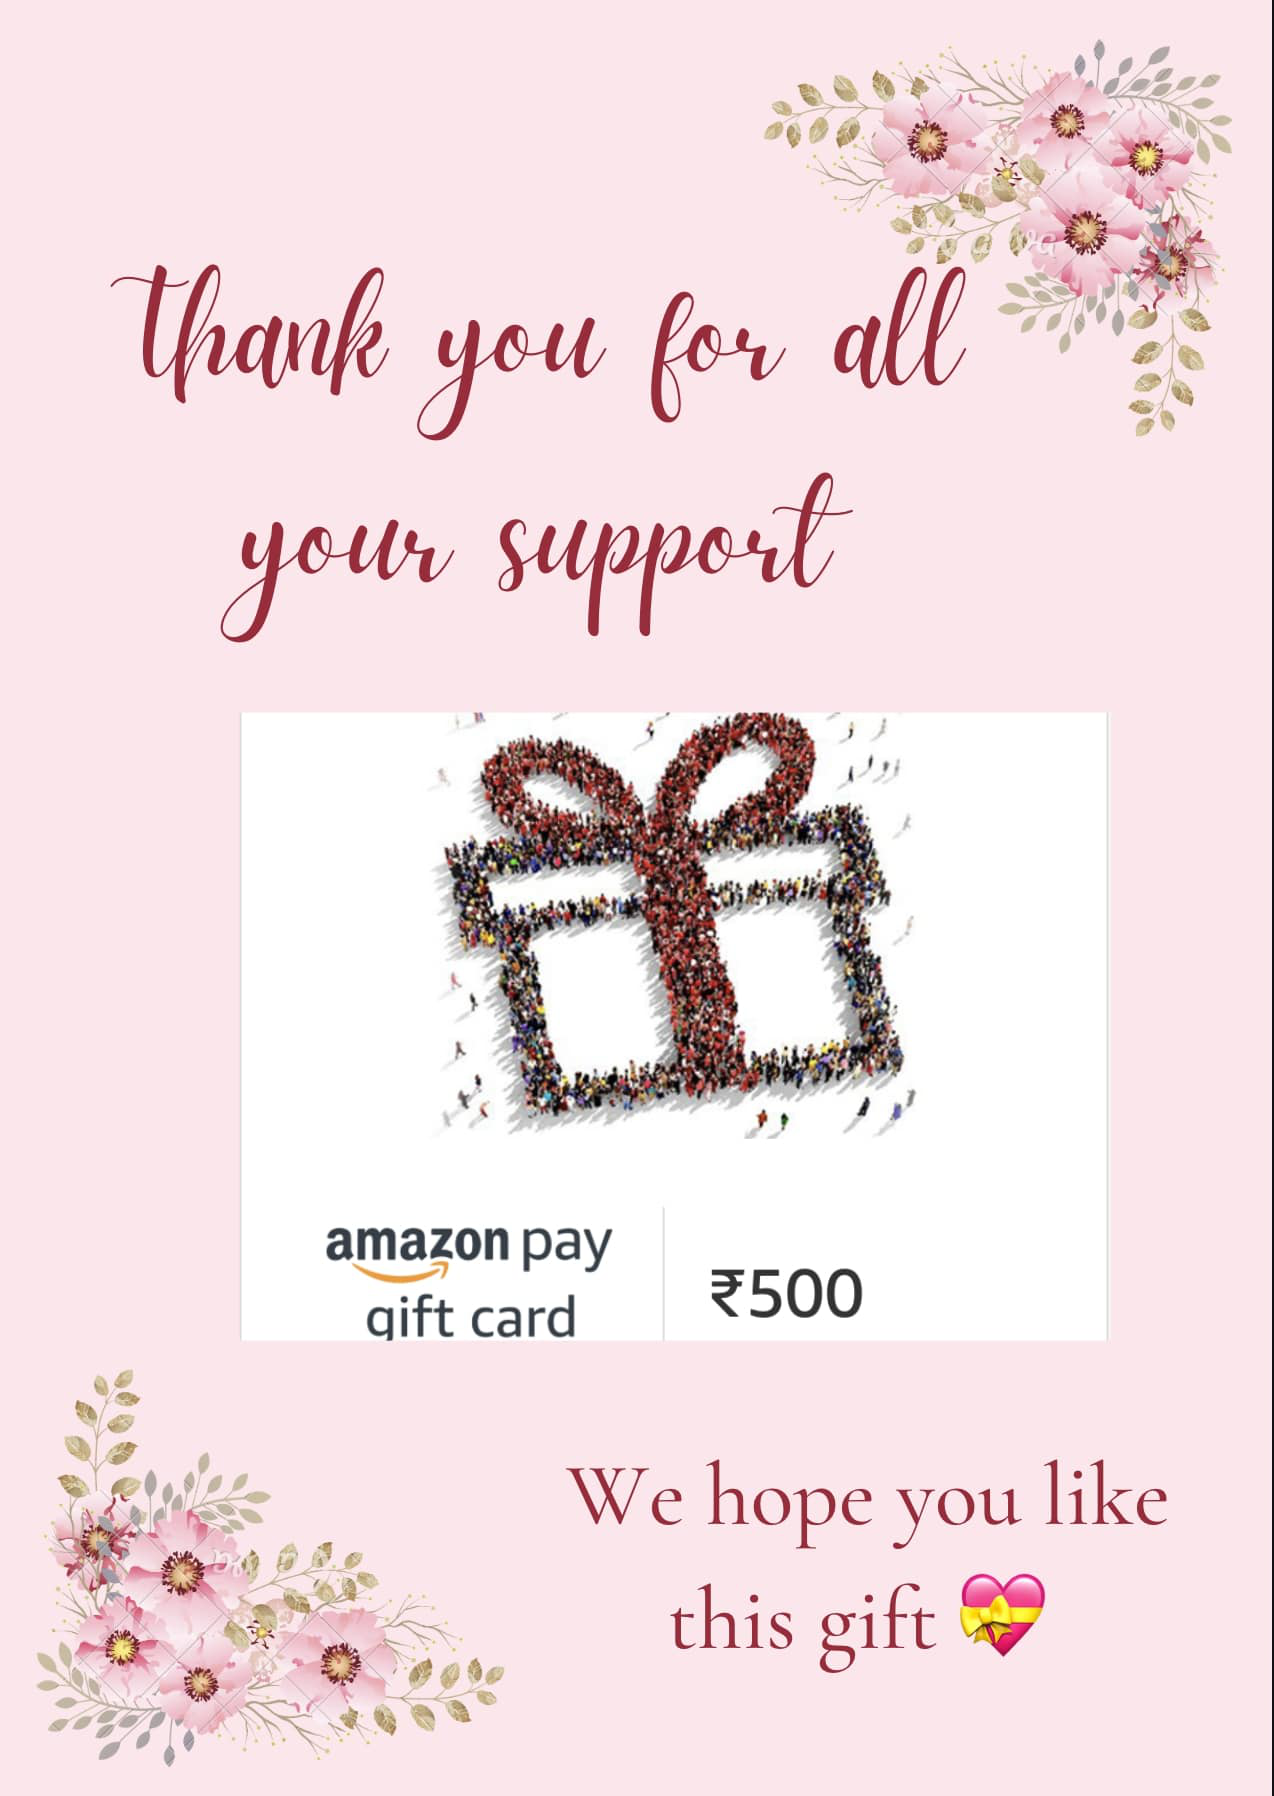 thank you for all
your support
amazon pay
gift card
₹500
We hope you like
this gift 💝